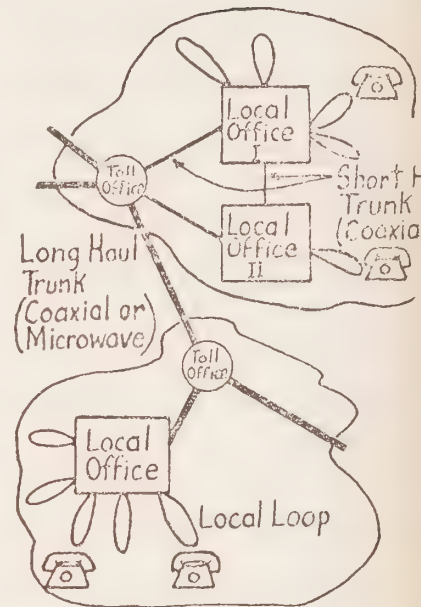 Local
Office
I
Toll
Office
Short H
Trunk
(Coaxia
Local
Office
II
Long Haul
Trunk
(Coaxial or
Microwave)
Toll
Office
Local
Office
Local Loop